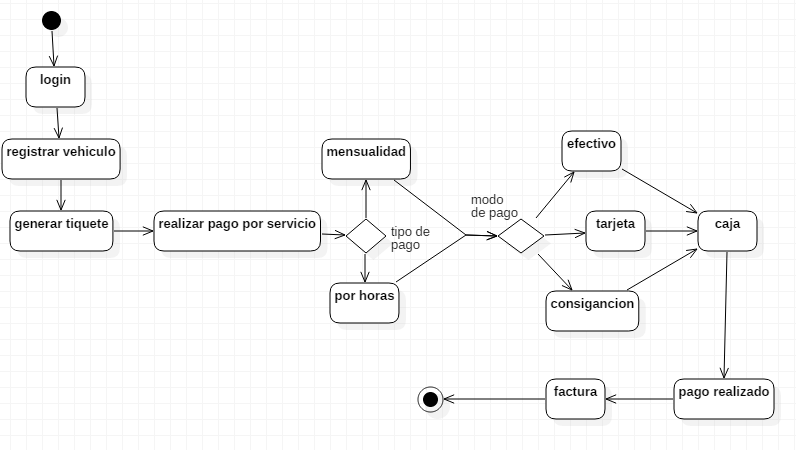 login
registrar vehiculo
generar tiquete
realizar pago por servicio
mensualidad
tipo de
pago
por horas
modo
de pago
efectivo
tarjeta
consigancion
caja
pago realizado
factura